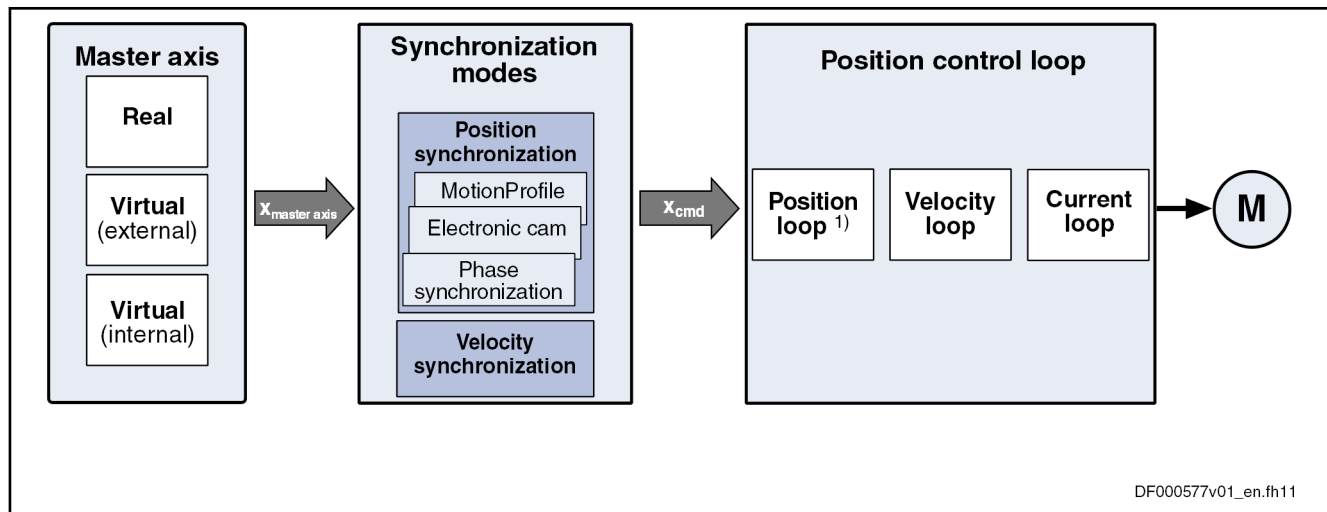 Master axis
Real
Virtual
(external)
Virtual
(internal)
xmaster axis
Synchronization
modes
Position
synchronization
MotionProfile
Electronic cam
Phase
synchronization
Velocity
synchronization
xcmd
Position control loop
Position
loop 1)
Velocity
loop
Current
loop
M
DF000577v01_en.fh11